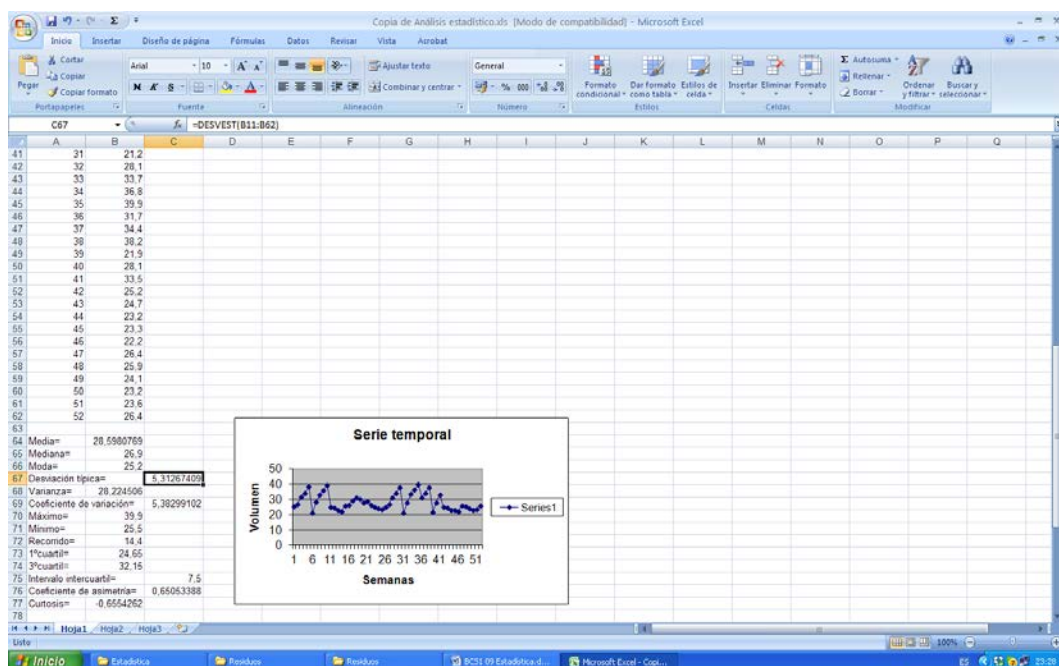 Copia de Análisis estadístico.xls [Modo de compatibilidad] - Microsoft Excel
Inicio Insertar Diseño de página Fórmulas Datos Revisar Vista Acrobat
Pegar
Cortar
Copiar
Copiar formato
Portapapeles
Arial 10
N K S
Fuente
Ajustar texto
Combinar y centrar
Alineación
General
% 000
Número
Formato condicional
Dar formato como tabla
Estilos de celda
Estilos
Insertar Eliminar Formato
Celdas
Σ Autosuma
Rellenar
Borrar
Ordenar y filtrar
Buscar y seleccionar
Modificar
C67 fx =DESVEST(B11:B62)
A B C D E F G H I J K L M N O P Q
41 31 21,2
42 32 28,1
43 33 33,7
44 34 36,8
45 35 39,9
46 36 31,7
47 37 34,4
48 38 38,2
49 39 21,9
50 40 28,1
51 41 33,5
52 42 25,2
53 43 24,7
54 44 23,2
55 45 23,3
56 46 22,2
57 47 26,4
58 48 25,9
59 49 24,1
60 50 23,2
61 51 23,6
62 52 26,4
63
64 Media= 28,5980769
65 Mediana= 26,9
66 Moda= 25,2
67 Desviación típica= 5,31267409
68 Varianza= 28,224506
69 Coeficiente de variación= 5,38299102
70 Máximo= 39,9
71 Mínimo= 25,5
72 Recorrido= 14,4
73 1ºcuartil= 24,65
74 3ºcuartil= 32,15
75 Intervalo intercuartil= 7,5
76 Coeficiente de asimetría= 0,65053388
77 Curtosis= -0,6554262
78
Serie temporal
Volumen
50
40
30
20
10
0
1 6 11 16 21 26 31 36 41 46 51
Semanas
Series1
Hoja1 Hoja2 Hoja3
Listo
100%
Inicio
Estadística
Residuos
Residuos
BC51 09 Estadística.d...
Microsoft Excel - Copi...
ES
23:28